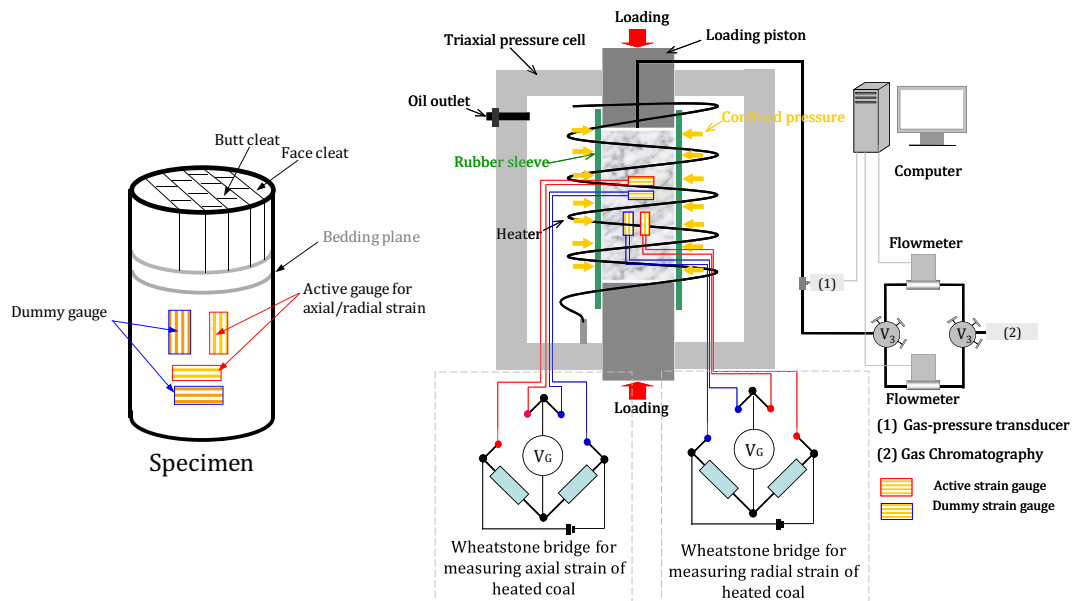 Butt cleat
Face cleat
Bedding plane
Dummy gauge
Active gauge for
axial/radial strain
Specimen
Loading
Triaxial pressure cell
Loading piston
Oil outlet
Confined pressure
Rubber sleeve
Heater
Computer
Flowmeter
(1)
V3
V3
(2)
Flowmeter
Loading
(1) Gas-pressure transducer
(2) Gas Chromatography
Active strain gauge
Dummy strain gauge
VG
VG
Wheatstone bridge for
measuring axial strain of
heated coal
Wheatstone bridge for
measuring radial strain of
heated coal